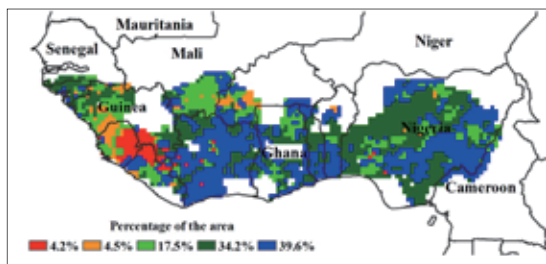 Mauritania
Senegal
Mali
Niger
Guinea
Nigeria
Ghana
Cameroon
Percentage of the area
4.2% 4.5% 17.5% 34.2% 39.6%